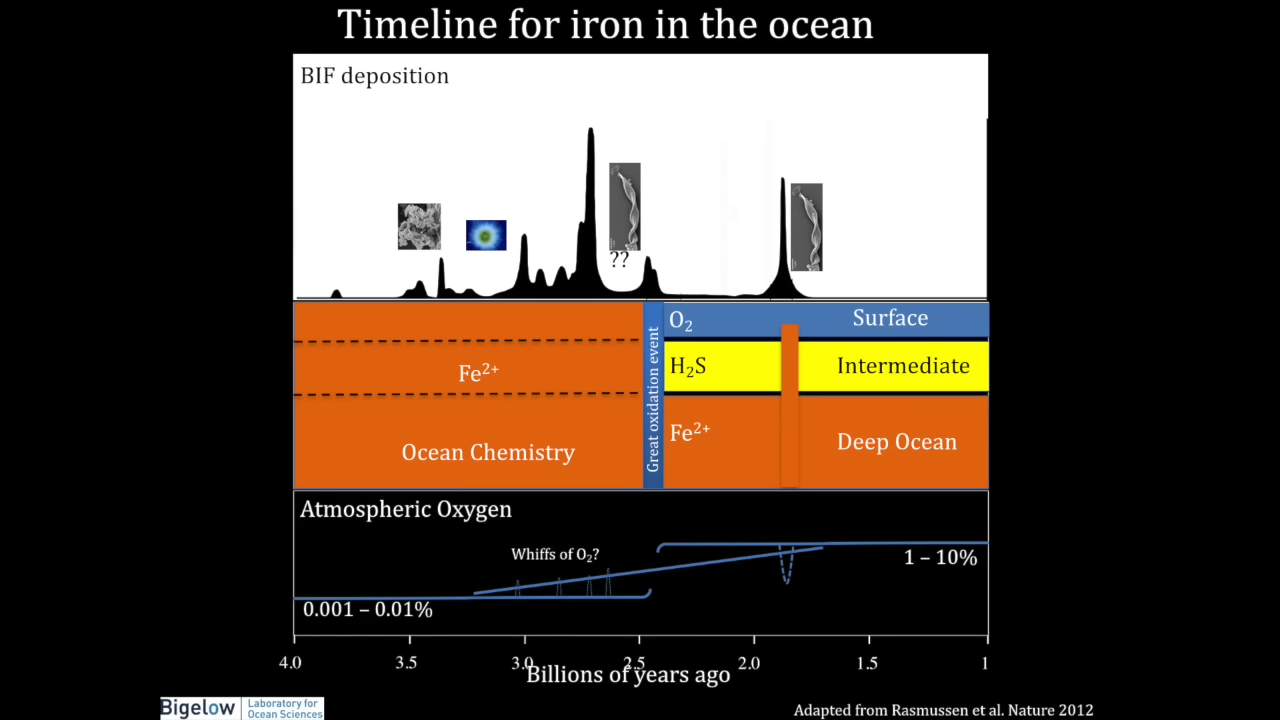 Timeline for iron in the ocean
BIF deposition
??
O₂
Surface
Great oxidation event
Fe²⁺
H₂S
Intermediate
Fe²⁺
Ocean Chemistry
Deep Ocean
Atmospheric Oxygen
Whiffs of O₂?
1 – 10%
0.001 – 0.01%
4.0 3.5 3.0 2.5 2.0 1.5 1
Billions of years ago
Bigelow
Laboratory for
Ocean Sciences
Adapted from Rasmussen et al. Nature 2012